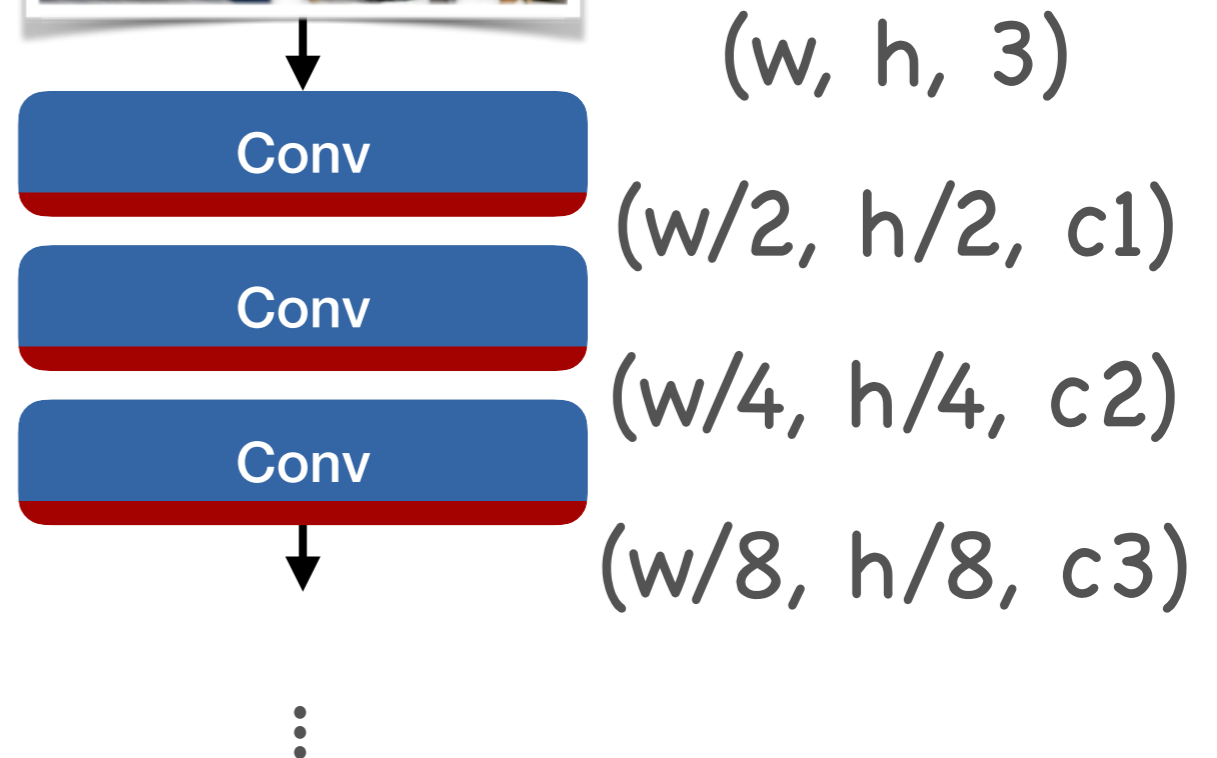 (w, h, 3)
Conv
(w/2, h/2, c1)
Conv
(w/4, h/4, c2)
Conv
(w/8, h/8, c3)